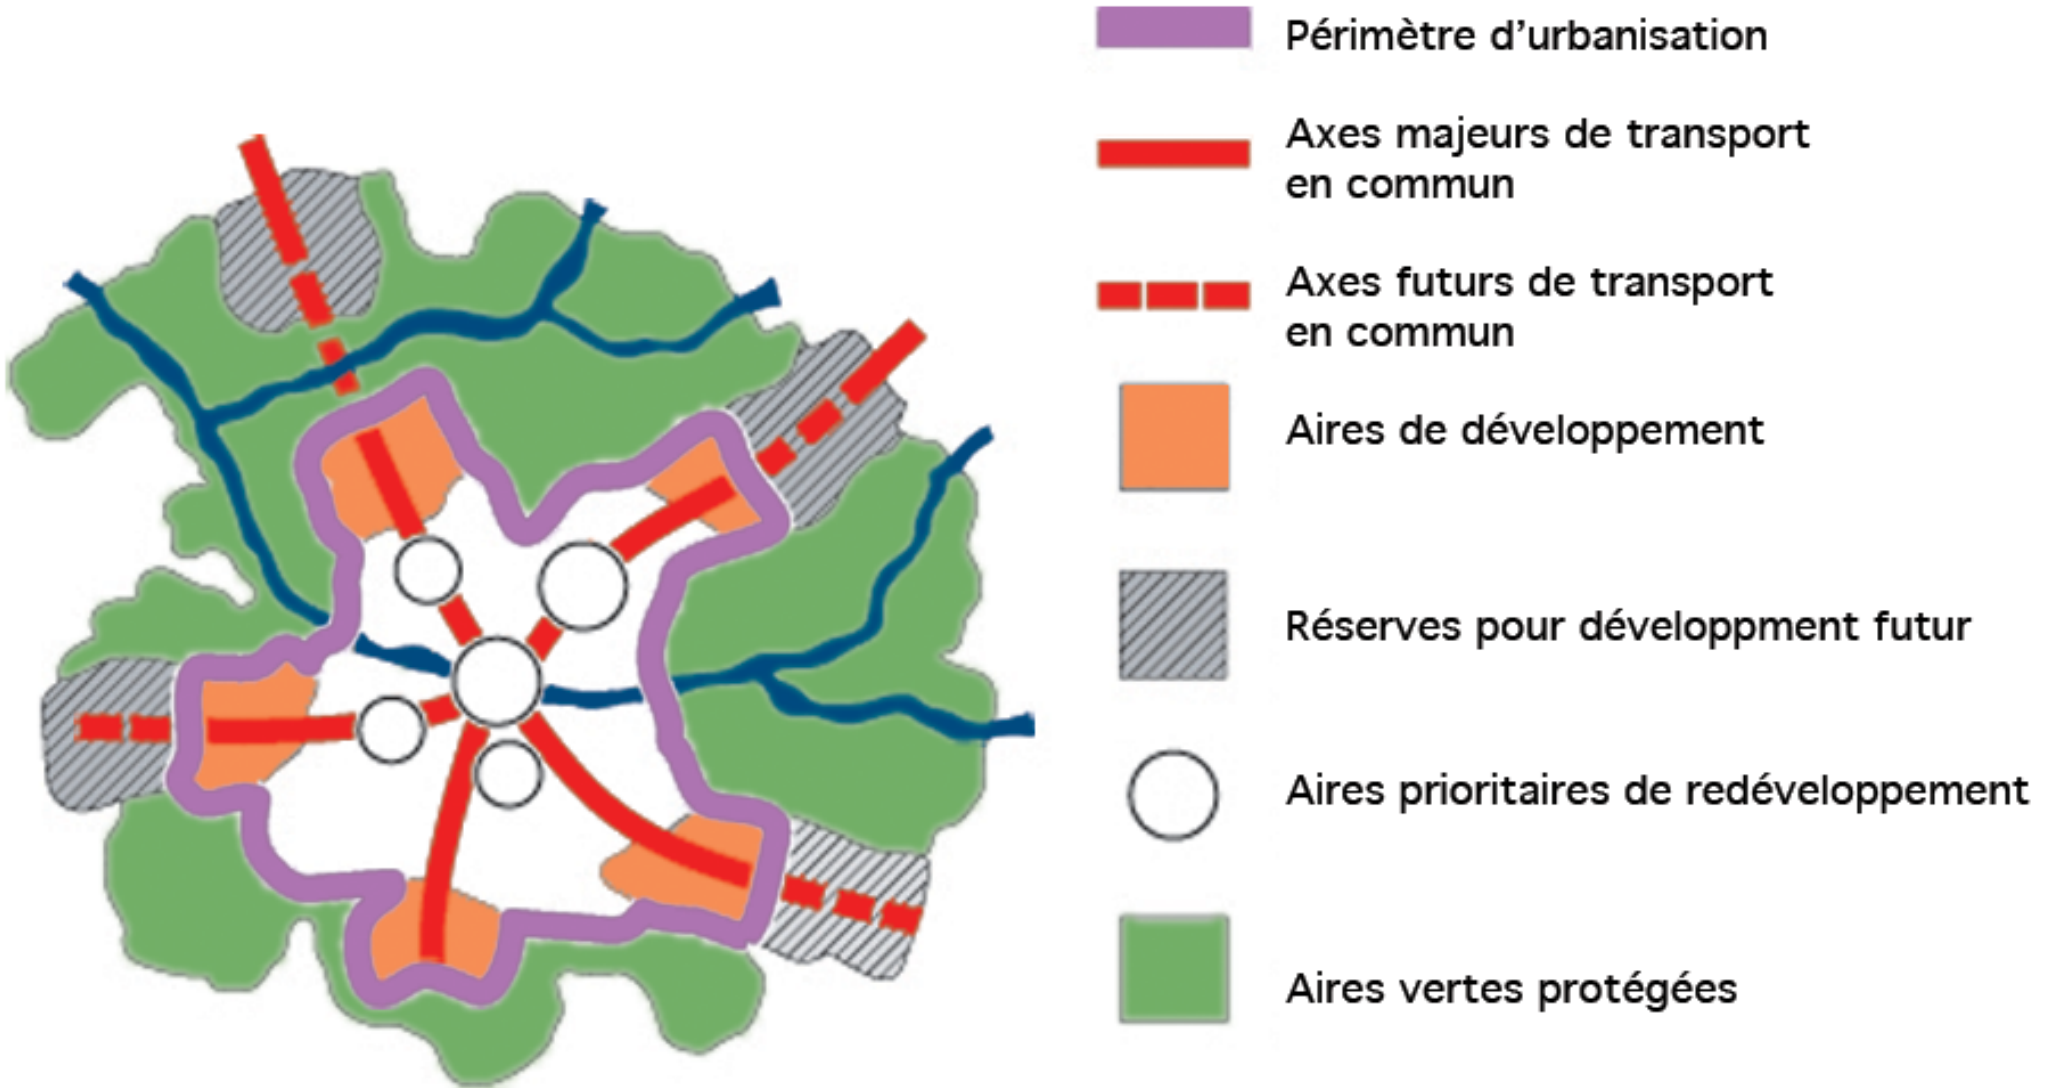 Périmètre d’urbanisation
Axes majeurs de transport
en commun
Axes futurs de transport
en commun
Aires de développement
Réserves pour développment futur
Aires prioritaires de redéveloppement
Aires vertes protégées